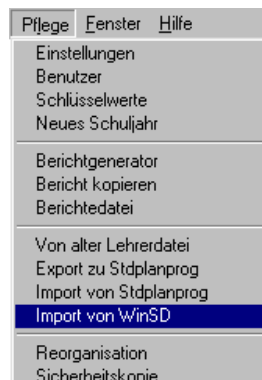 Pflege Fenster Hilfe
Einstellungen
Benutzer
Schlüsselwerte
Neues Schuljahr
Berichtgenerator
Bericht kopieren
Berichtedatei
Von alter Lehrerdatei
Export zu Stdplanprog
Import von Stdplanprog
Import von WinSD
Reorganisation
Sicherheitskopie